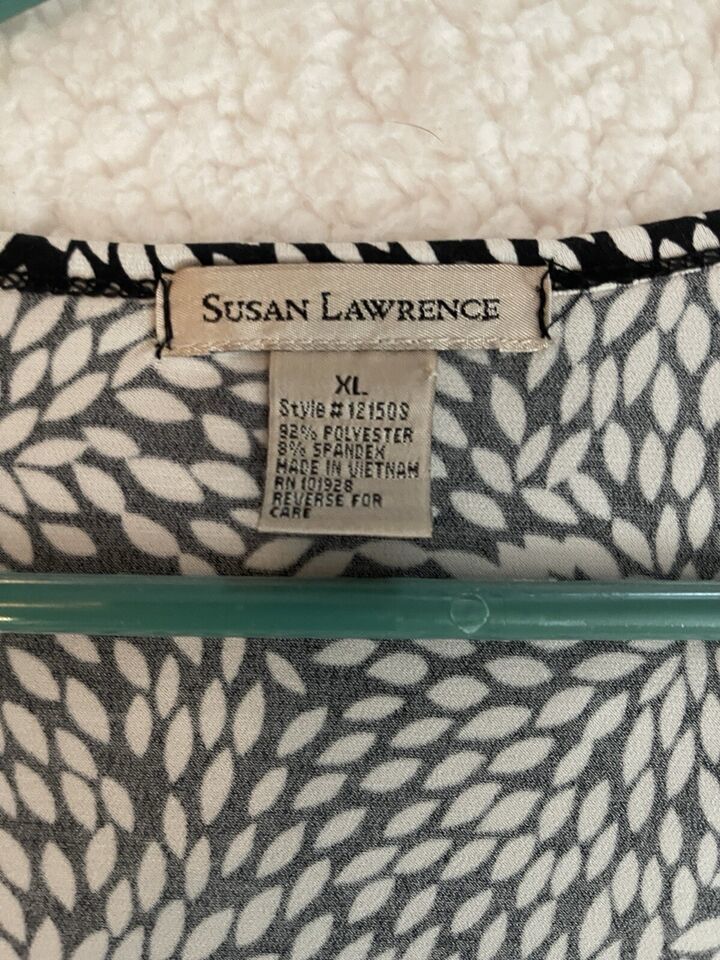 SUSAN LAWRENCE
XL
Style # 12150S
92% POLYESTER
8% SPANDEX
MADE IN VIETNAM
RN 101928
REVERSE FOR
CARE